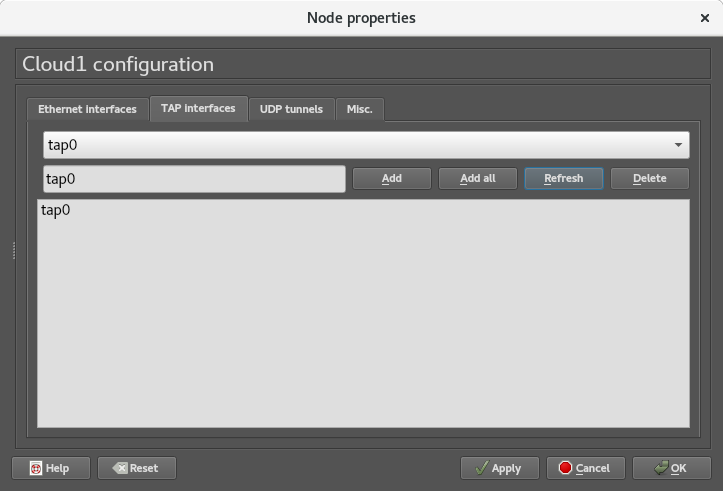 Node properties
Cloud1 configuration
Ethernet interfaces TAP interfaces UDP tunnels Misc.
tap0
tap0 Add Add all Refresh Delete
tap0
Help Reset Apply Cancel OK